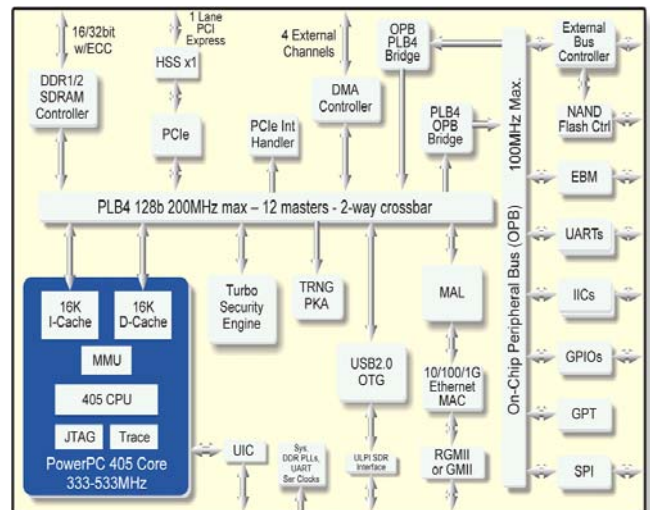 16/32bit
w/ECC
1 Lane
PCI
Express
4 External
Channels
OPB
PLB4
Bridge
External
Bus
Controller
DDR1/2
SDRAM
Controller
HSS x1
DMA
Controller
PCIe
PCIe Int
Handler
PLB4
OPB
Bridge
NAND
Flash Ctrl
PLB4 128b 200MHz max – 12 masters - 2-way crossbar
On-Chip Peripheral Bus (OPB) 100MHz Max.
EBM
UARTs
IICs
GPIOs
GPT
SPI
16K
I-Cache
16K
D-Cache
MMU
405 CPU
JTAG
Trace
PowerPC 405 Core
333-533MHz
Turbo
Security
Engine
TRNG
PKA
MAL
USB2.0
OTG
10/100/1G
Ethernet
MAC
UIC
Sys,
DDR PLLs,
UART
Ser Clocks
ULPI SDR
Interface
RGMII
or GMII